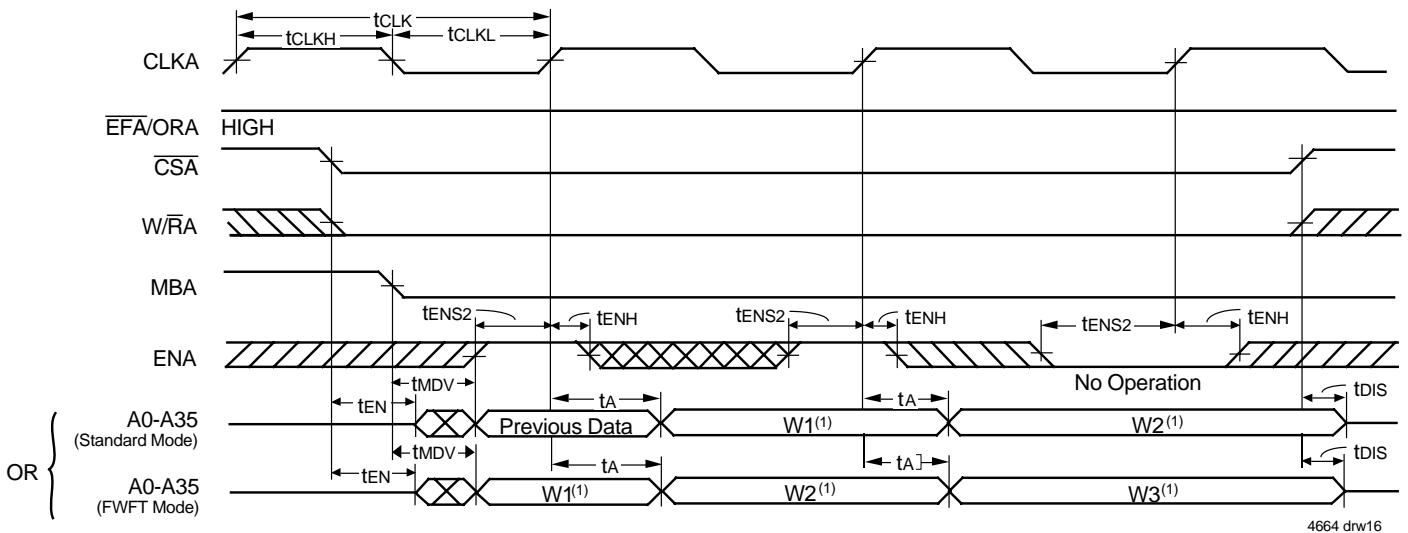 tCLK
tCLKH tCLKL
CLKA
EFA/ORA HIGH
CSA
W/RA
MBA
tENS2 tENH tENS2 tENH tENS2 tENH
ENA
No Operation
tMDV
tEN tA tA tDIS
A0-A35
(Standard Mode)
Previous Data W1(1) W2(1)
OR
tMDV
tEN tA tA tDIS
A0-A35
(FWFT Mode)
W1(1) W2(1) W3(1)
4664 drw16